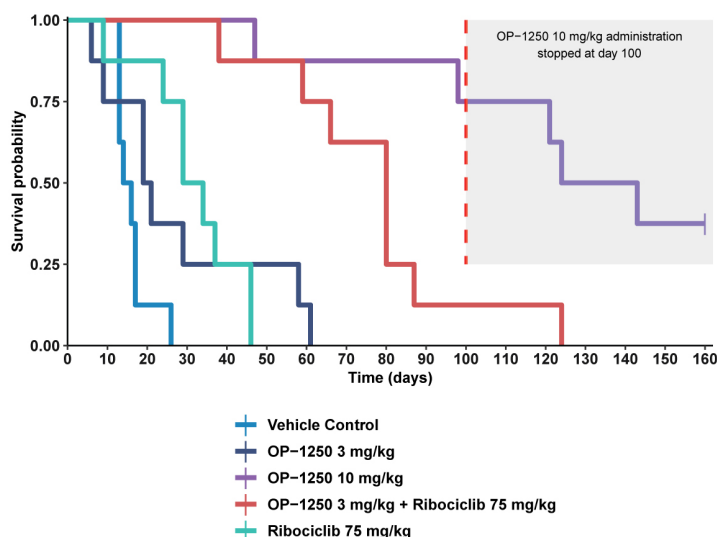 OP−1250 10 mg/kg administration
stopped at day 100
1.00
0.75
0.50
0.25
0.00
Survival probability
0 10 20 30 40 50 60 70 80 90 100 110 120 130 140 150 160
Time (days)
Vehicle Control
OP−1250 3 mg/kg
OP−1250 10 mg/kg
OP−1250 3 mg/kg + Ribociclib 75 mg/kg
Ribociclib 75 mg/kg